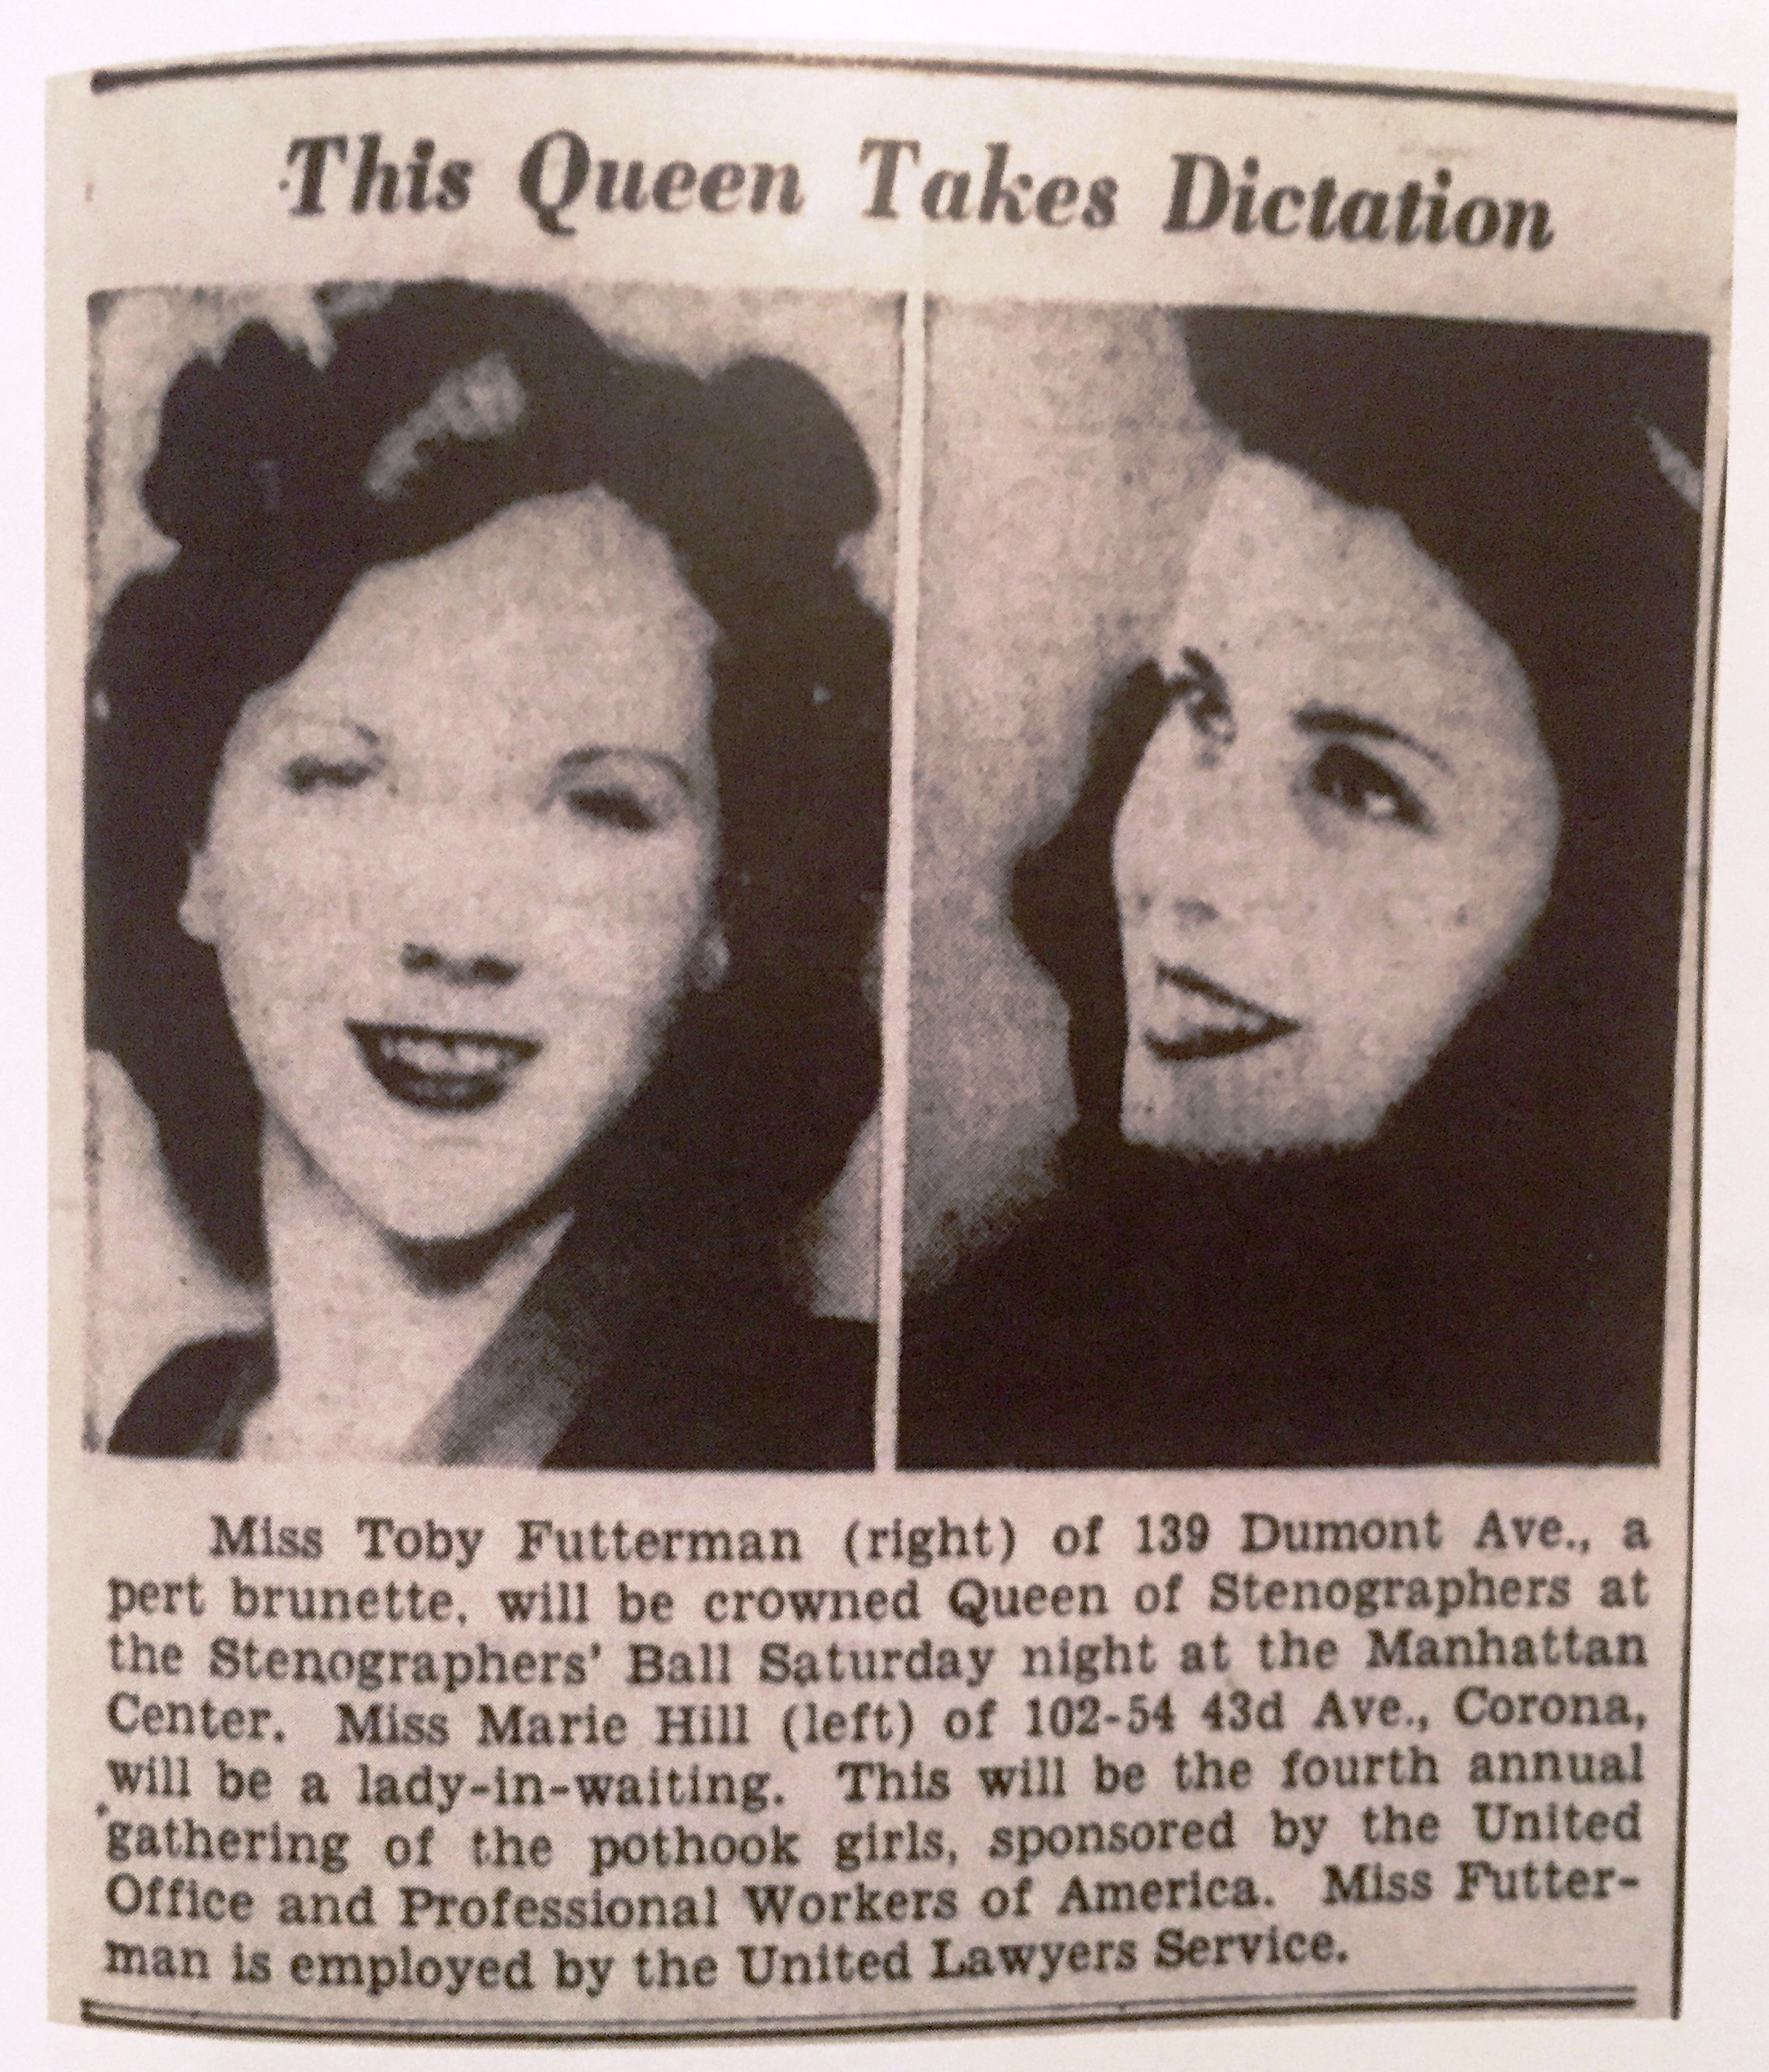 This Queen Takes Dictation
Miss Toby Futterman (right) of 139 Dumont Ave., a
pert brunette, will be crowned Queen of Stenographers at
the Stenographers' Ball Saturday night at the Manhattan
Center. Miss Marie Hill (left) of 102-54 43d Ave., Corona,
will be a lady-in-waiting. This will be the fourth annual
gathering of the pothook girls, sponsored by the United
Office and Professional Workers of America. Miss Futter-
man is employed by the United Lawyers Service.